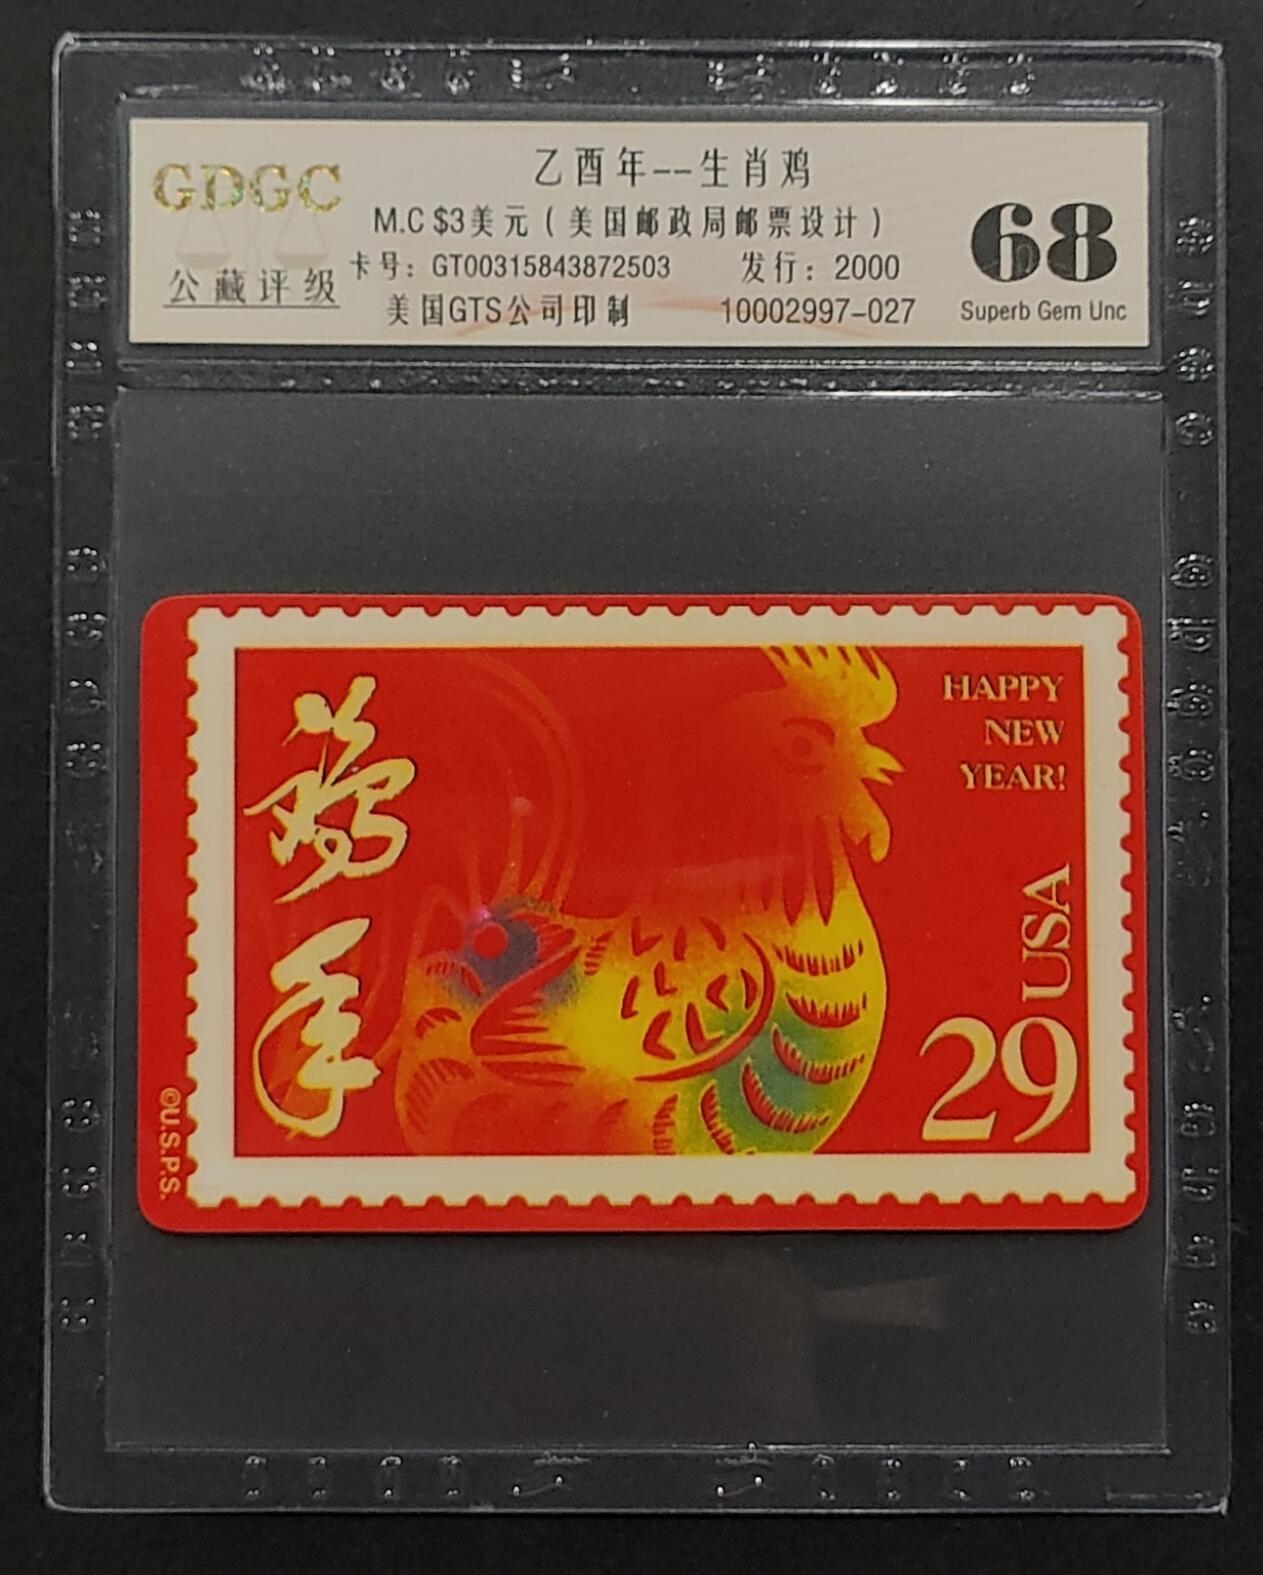 GDGC
公藏评级
乙酉年--生肖鸡
M.C $3美元(美国邮政局邮票设计)
卡号: GT00315843872503 发行: 2000
美国GTS公司印制 10002997-027
68
Superb Gem Unc
鷄年
HAPPY
NEW
YEAR!
USA
29
©U.S.P.S.